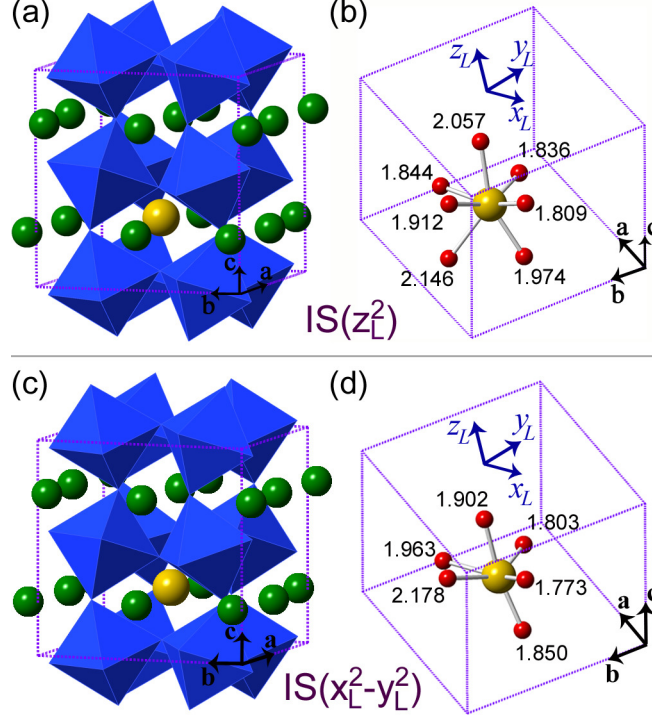 (a)
c
a
b
(b)
z_L
y_L
x_L
2.057
1.836
1.844
1.912
1.809
2.146
1.974
a
c
b
IS(z_L^2)
(c)
c
a
b
(d)
z_L
y_L
x_L
1.902
1.803
1.963
2.178
1.773
1.850
a
c
b
IS(x_L^2-y_L^2)